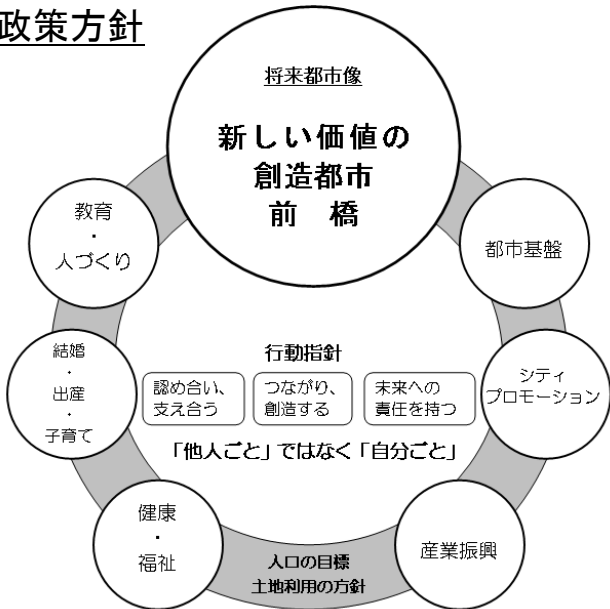 政策方針
将来都市像
新しい価値の
創造都市
前　橋
教育
・
人づくり
都市基盤
結婚
・
出産
・
子育て
行動指針
認め合い、
支え合う
つながり、
創造する
未来への
責任を持つ
「他人ごと」ではなく「自分ごと」
シティ
プロモーション
健康
・
福祉
産業振興
人口の目標
土地利用の方針